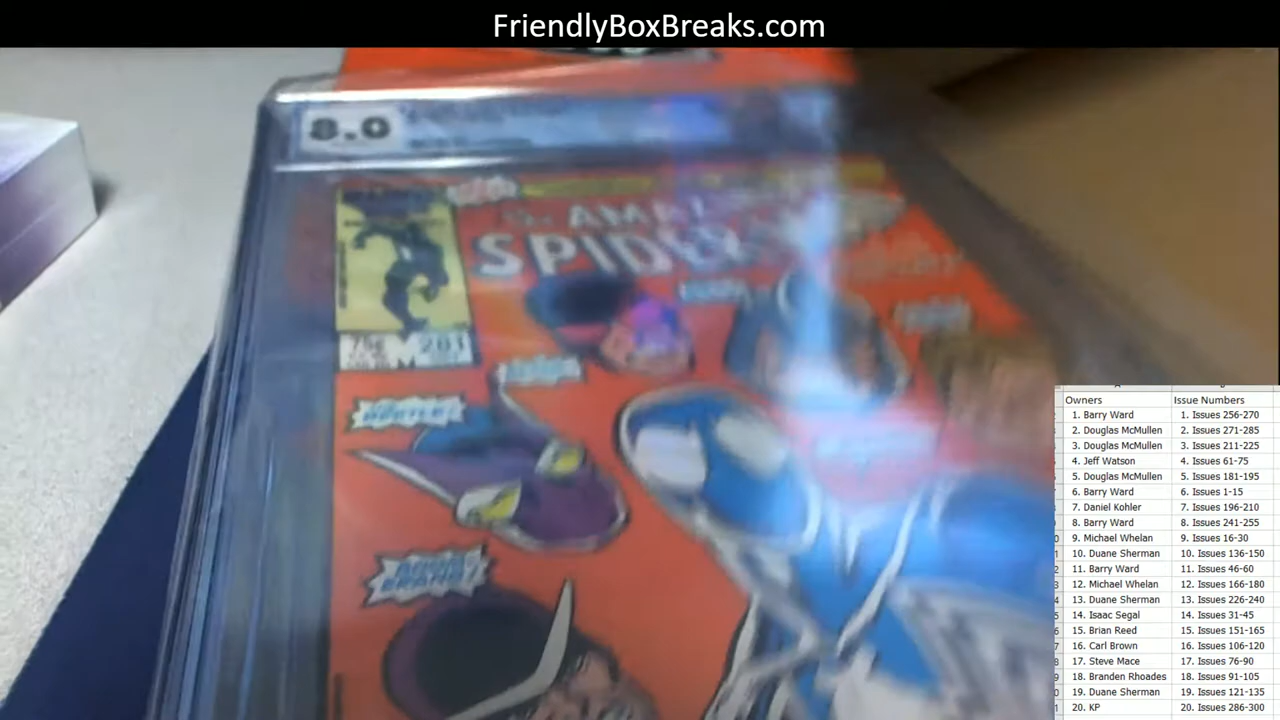 FriendlyBoxBreaks.com
8.0
SPIDER
75¢ 281
Owners Issue Numbers
1. Barry Ward 1. Issues 256-270
2. Douglas McMullen 2. Issues 271-285
3. Douglas McMullen 3. Issues 211-225
4. Jeff Watson 4. Issues 61-75
5. Douglas McMullen 5. Issues 181-195
6. Barry Ward 6. Issues 1-15
7. Daniel Kohler 7. Issues 196-210
8. Barry Ward 8. Issues 241-255
9. Michael Whelan 9. Issues 16-30
10. Duane Sherman 10. Issues 136-150
11. Barry Ward 11. Issues 46-60
12. Michael Whelan 12. Issues 166-180
13. Duane Sherman 13. Issues 226-240
14. Isaac Segal 14. Issues 31-45
15. Brian Reed 15. Issues 151-165
16. Carl Brown 16. Issues 106-120
17. Steve Mace 17. Issues 76-90
18. Branden Rhoades 18. Issues 91-105
19. Duane Sherman 19. Issues 121-135
20. KP 20. Issues 286-300